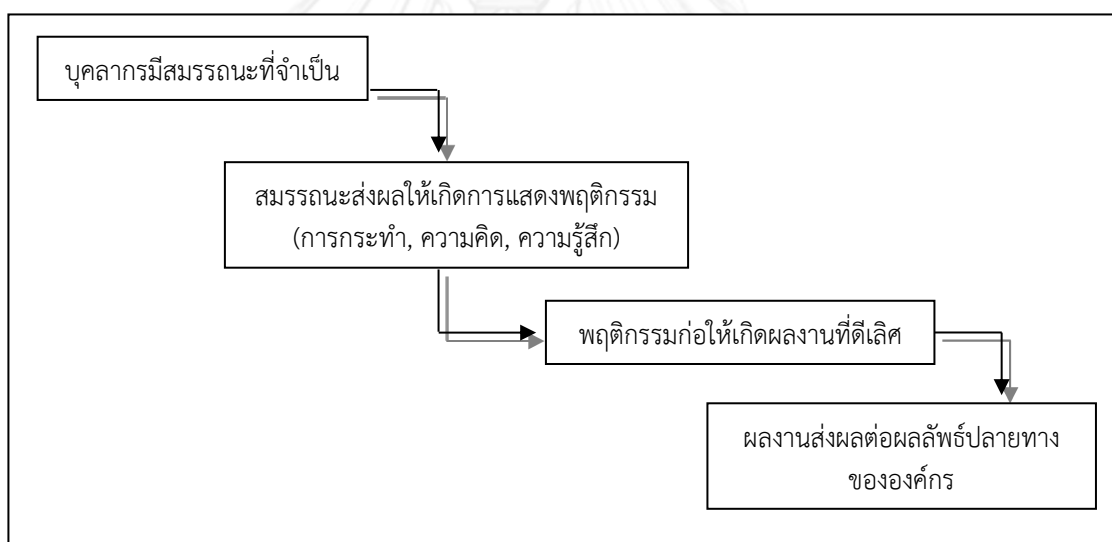 บุคลากรมีสมรรถนะที่จำเป็น
สมรรถนะส่งผลให้เกิดการแสดงพฤติกรรม
(การกระทำ, ความคิด, ความรู้สึก)
พฤติกรรมก่อให้เกิดผลงานที่ดีเลิศ
ผลงานส่งผลต่อผลลัพธ์ปลายทาง
ขององค์กร